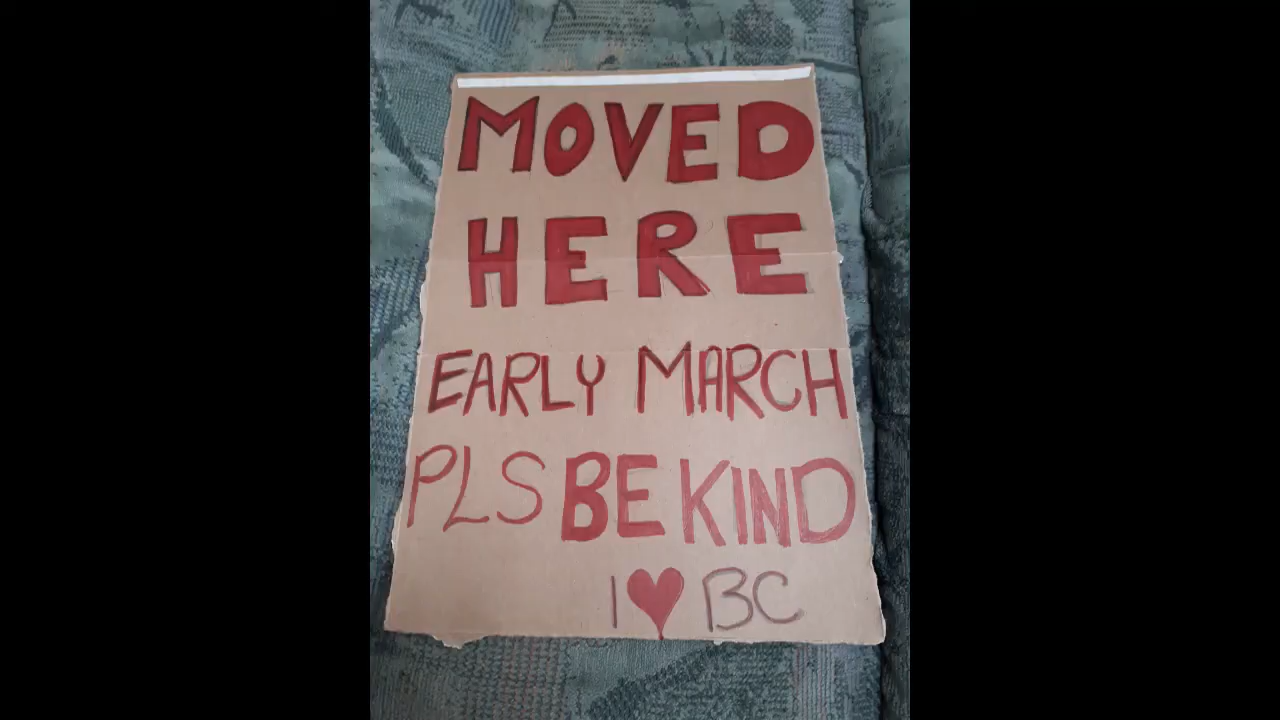 MOVED
HERE
EARLY MARCH
PLS BE KIND
I ♥ BC